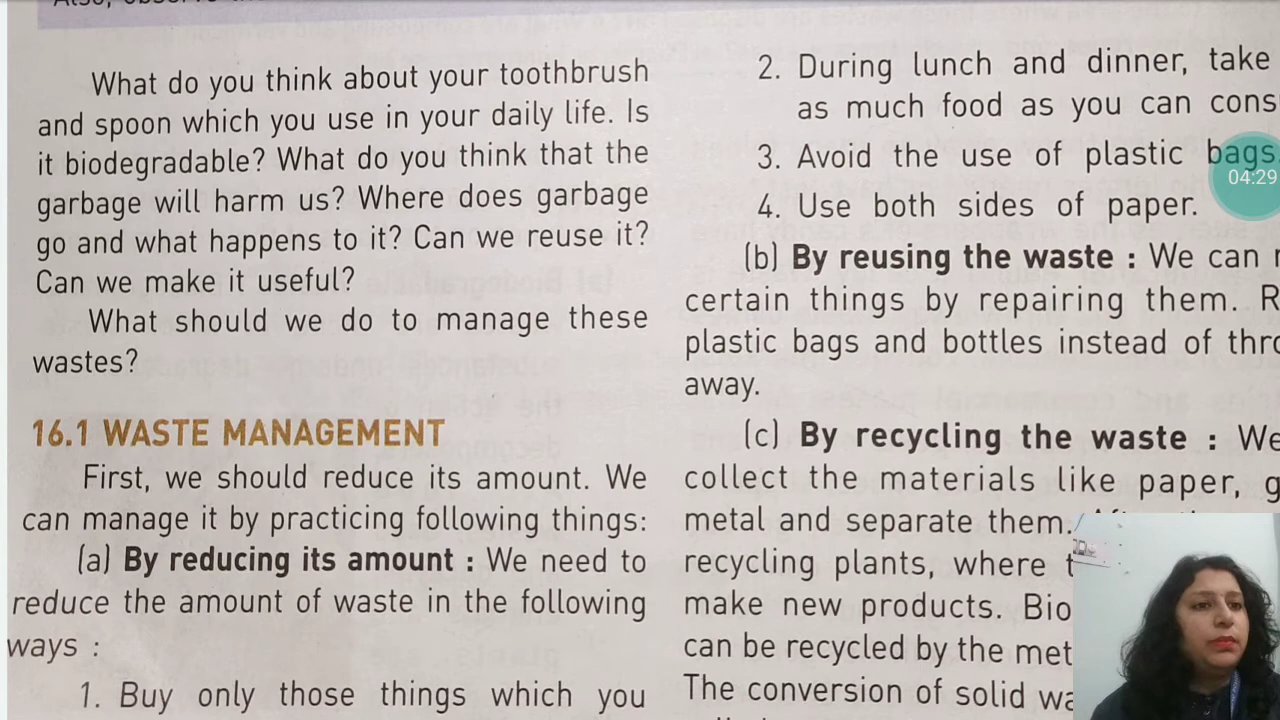 Also, observe the
What do you think about your toothbrush
and spoon which you use in your daily life. Is
it biodegradable? What do you think that the
garbage will harm us? Where does garbage
go and what happens to it? Can we reuse it?
Can we make it useful?
What should we do to manage these
wastes?
16.1 WASTE MANAGEMENT
First, we should reduce its amount. We
can manage it by practicing following things:
(a) By reducing its amount : We need to
reduce the amount of waste in the following
ways :
1. Buy only those things which you
2. During lunch and dinner, take
as much food as you can cons
3. Avoid the use of plastic bags.
4. Use both sides of paper.
(b) By reusing the waste : We can
certain things by repairing them. R
plastic bags and bottles instead of thro
away.
(c) By recycling the waste : We
collect the materials like paper, g
metal and separate them.
recycling plants, where
make new products. Bio
can be recycled by the met
The conversion of solid wa
04:29